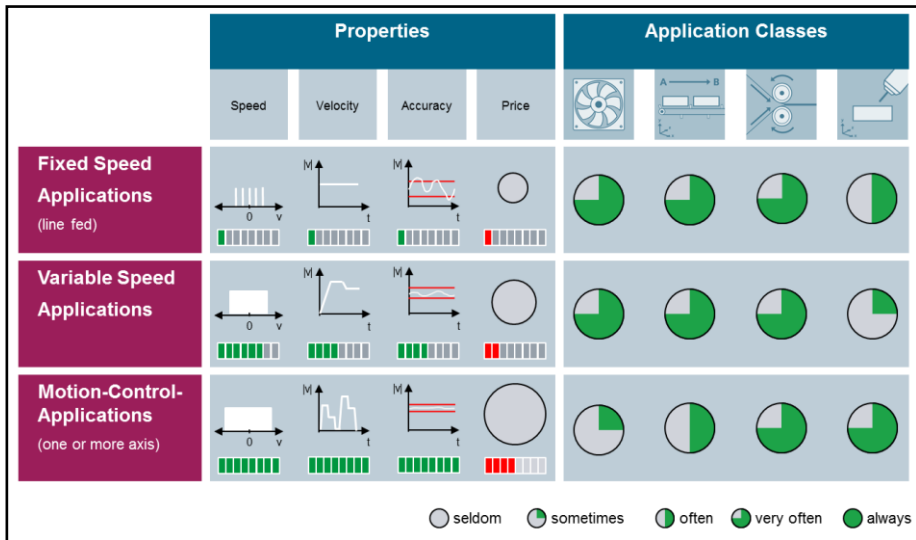 Properties
Application Classes
Speed
Velocity
Accuracy
Price
A
B
Fixed Speed
Applications
(line fed)
|V|
|V|
0
v
t
t
Variable Speed
Applications
|V|
|V|
0
v
t
t
Motion-Control-
Applications
(one or more axis)
|V|
|V|
0
v
t
t
seldom
sometimes
often
very often
always